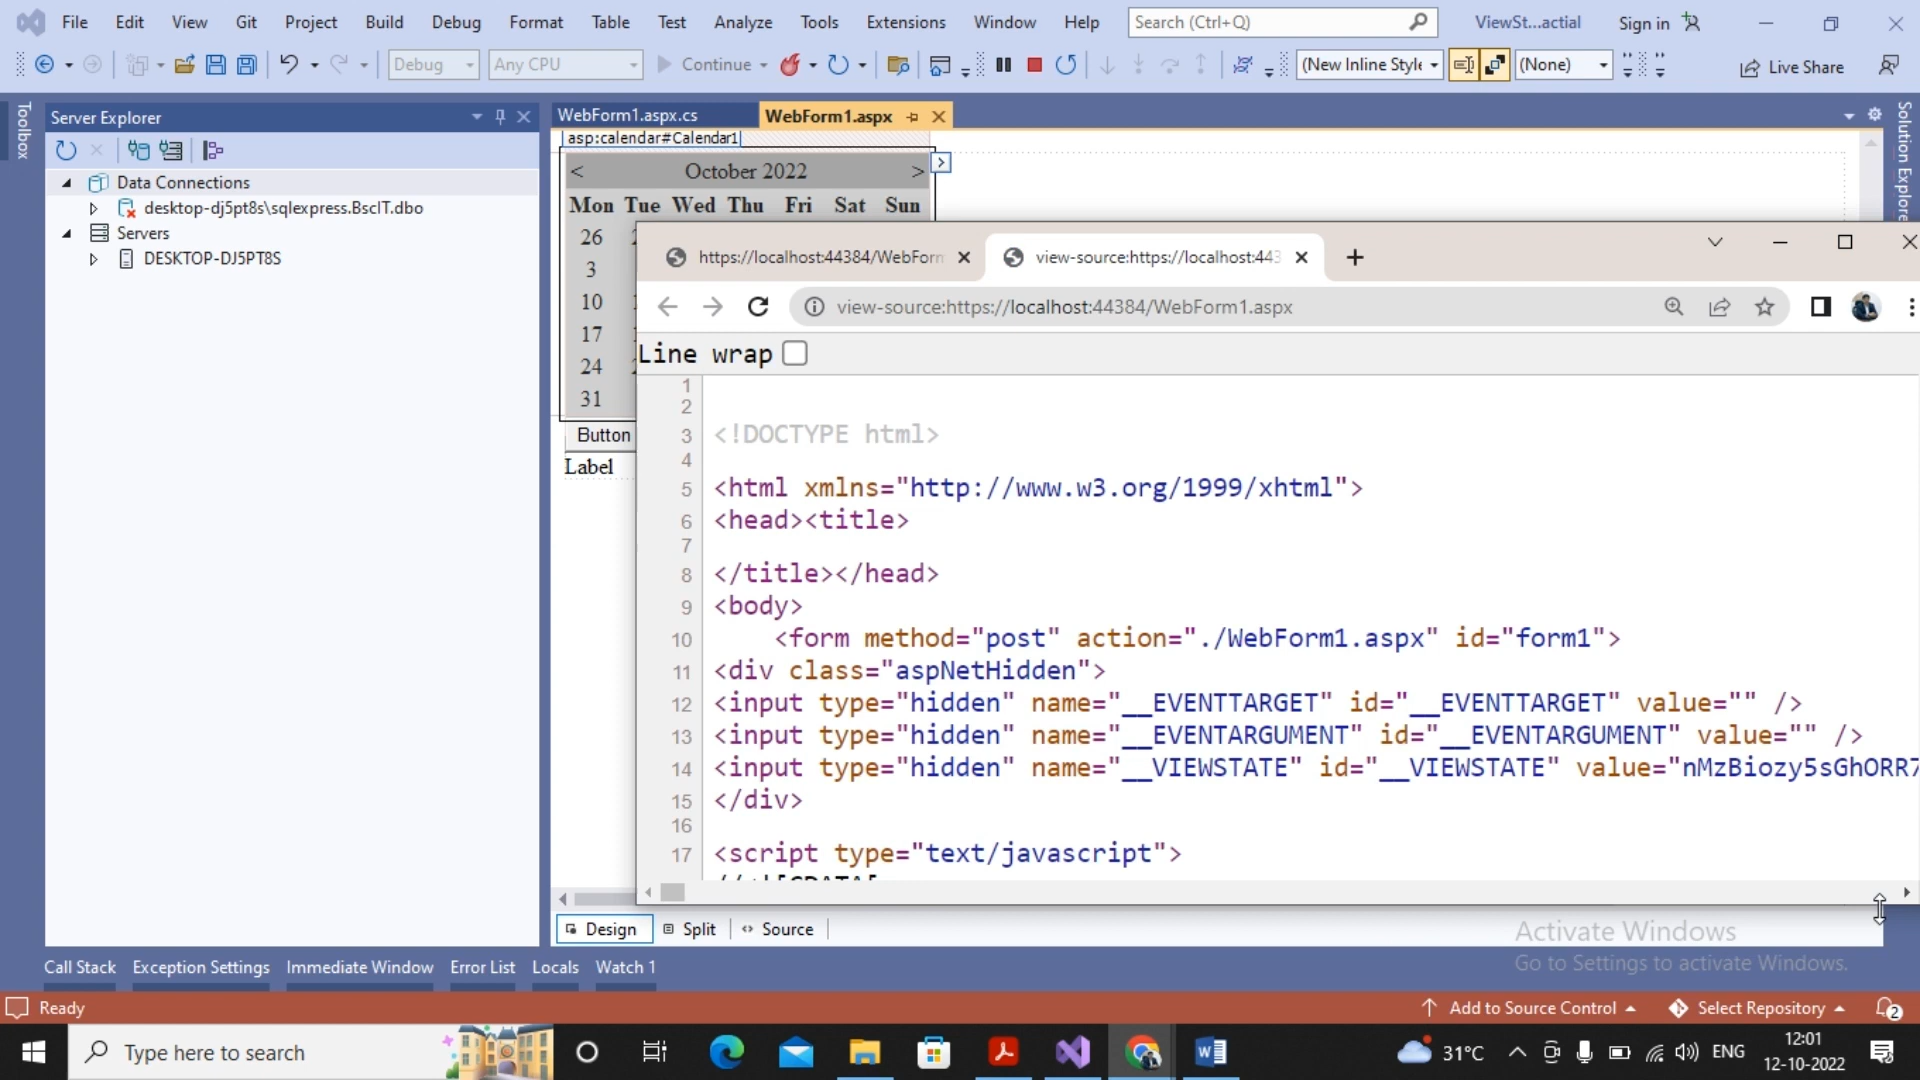 File Edit View Git Project Build Debug Format Table Test Analyze Tools Extensions Window Help Search (Ctrl+Q) ViewSt...actial Sign in
Debug Any CPU Continue (New Inline Style (None) Live Share
Toolbox
Server Explorer
Data Connections
desktop-dj5pt8s\sqlexpress.BscIT.dbo
Servers
DESKTOP-DJ5PT8S
WebForm1.aspx.cs WebForm1.aspx
asp:calendar#Calendar1
< October 2022 >
Mon Tue Wed Thu Fri Sat Sun
26
3
10
17
24
31
Button
Label
Solution Explorer
https://localhost:44384/WebForm view-source:https://localhost:443
view-source:https://localhost:44384/WebForm1.aspx
Line wrap
1
2
3 <!DOCTYPE html>
4
5 <html xmlns="http://www.w3.org/1999/xhtml">
6 <head><title>
7
8 </title></head>
9 <body>
10 <form method="post" action="./WebForm1.aspx" id="form1">
11 <div class="aspNetHidden">
12 <input type="hidden" name="__EVENTTARGET" id="__EVENTTARGET" value="" />
13 <input type="hidden" name="__EVENTARGUMENT" id="__EVENTARGUMENT" value="" />
14 <input type="hidden" name="__VIEWSTATE" id="__VIEWSTATE" value="nMzBiozy5sGhORR7
15 </div>
16
17 <script type="text/javascript">
Design Split Source
Activate Windows
Go to Settings to activate Windows.
Call Stack Exception Settings Immediate Window Error List Locals Watch 1
Ready Add to Source Control Select Repository 2
Type here to search 31°C ENG 12:01
12-10-2022